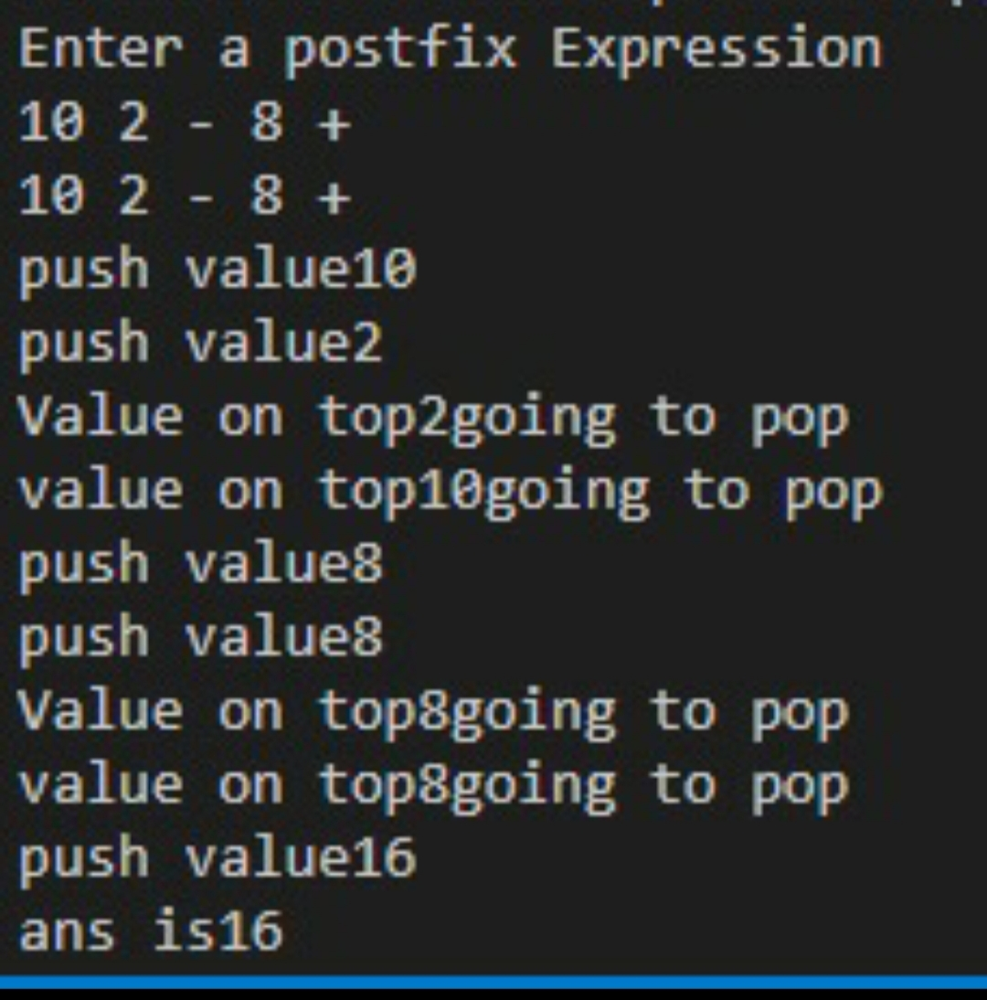 Enter a postfix Expression
10 2 - 8 +
10 2 - 8 +
push value10
push value2
Value on top2going to pop
value on top10going to pop
push value8
push value8
Value on top8going to pop
value on top8going to pop
push value16
ans is16